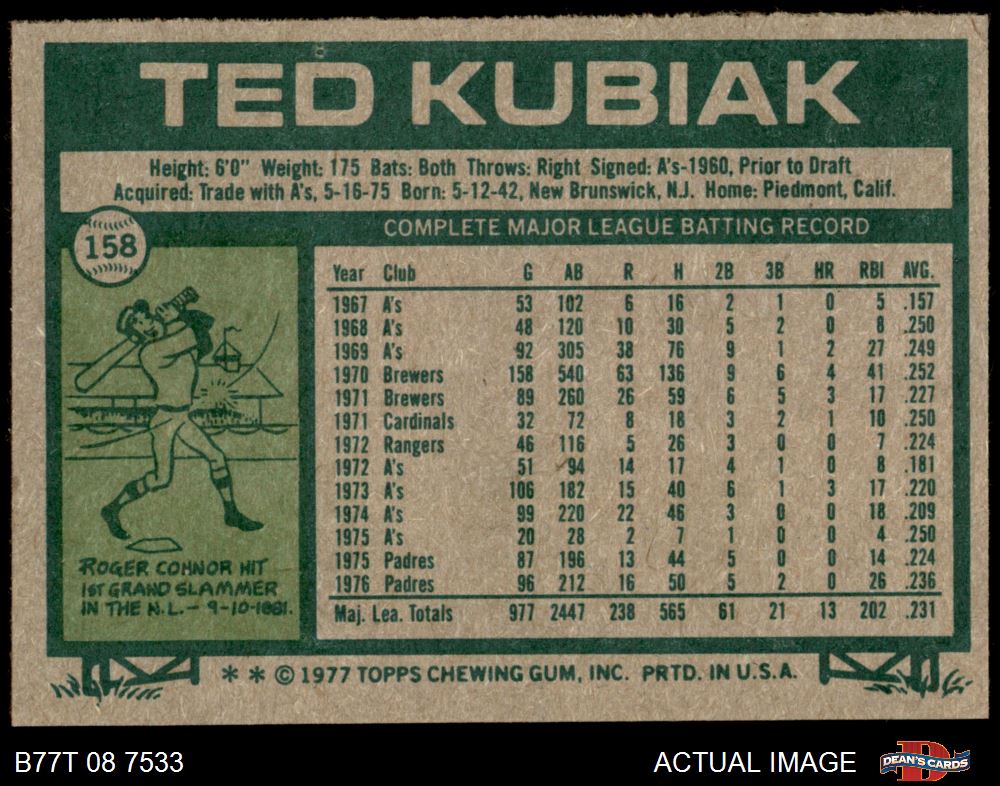 TED KUBIAK
Height: 6'0" Weight: 175 Bats: Both Throws: Right Signed: A's-1960, Prior to Draft
Acquired: Trade with A's, 5-16-75 Born: 5-12-42, New Brunswick, N.J. Home: Piedmont, Calif.
158
COMPLETE MAJOR LEAGUE BATTING RECORD
Year Club G AB R H 2B 3B HR RBI AVG.
1967 A's 53 102 6 16 2 1 0 5 .157
1968 A's 48 120 10 30 5 2 0 8 .250
1969 A's 92 305 38 76 9 1 2 27 .249
1970 Brewers 158 540 63 136 9 6 4 41 .252
1971 Brewers 89 260 26 59 6 5 3 17 .227
1971 Cardinals 32 72 8 18 3 2 1 10 .250
1972 Rangers 46 116 5 26 3 0 0 7 .224
1972 A's 51 94 14 17 4 1 0 8 .181
1973 A's 106 182 15 40 6 1 3 17 .220
1974 A's 99 220 22 46 3 0 0 18 .209
1975 A's 20 28 2 7 1 0 0 4 .250
1975 Padres 87 196 13 44 5 0 0 14 .224
1976 Padres 96 212 16 50 5 2 0 26 .236
Maj. Lea. Totals 977 2447 238 565 61 21 13 202 .231
ROGER CONNOR HIT
1ST GRAND SLAMMER
IN THE N.L. - 9-10-1881.
* * © 1977 TOPPS CHEWING GUM, INC. PRTD. IN U.S.A.
B77T 08 7533
ACTUAL IMAGE
D
DEAN'S CARDS